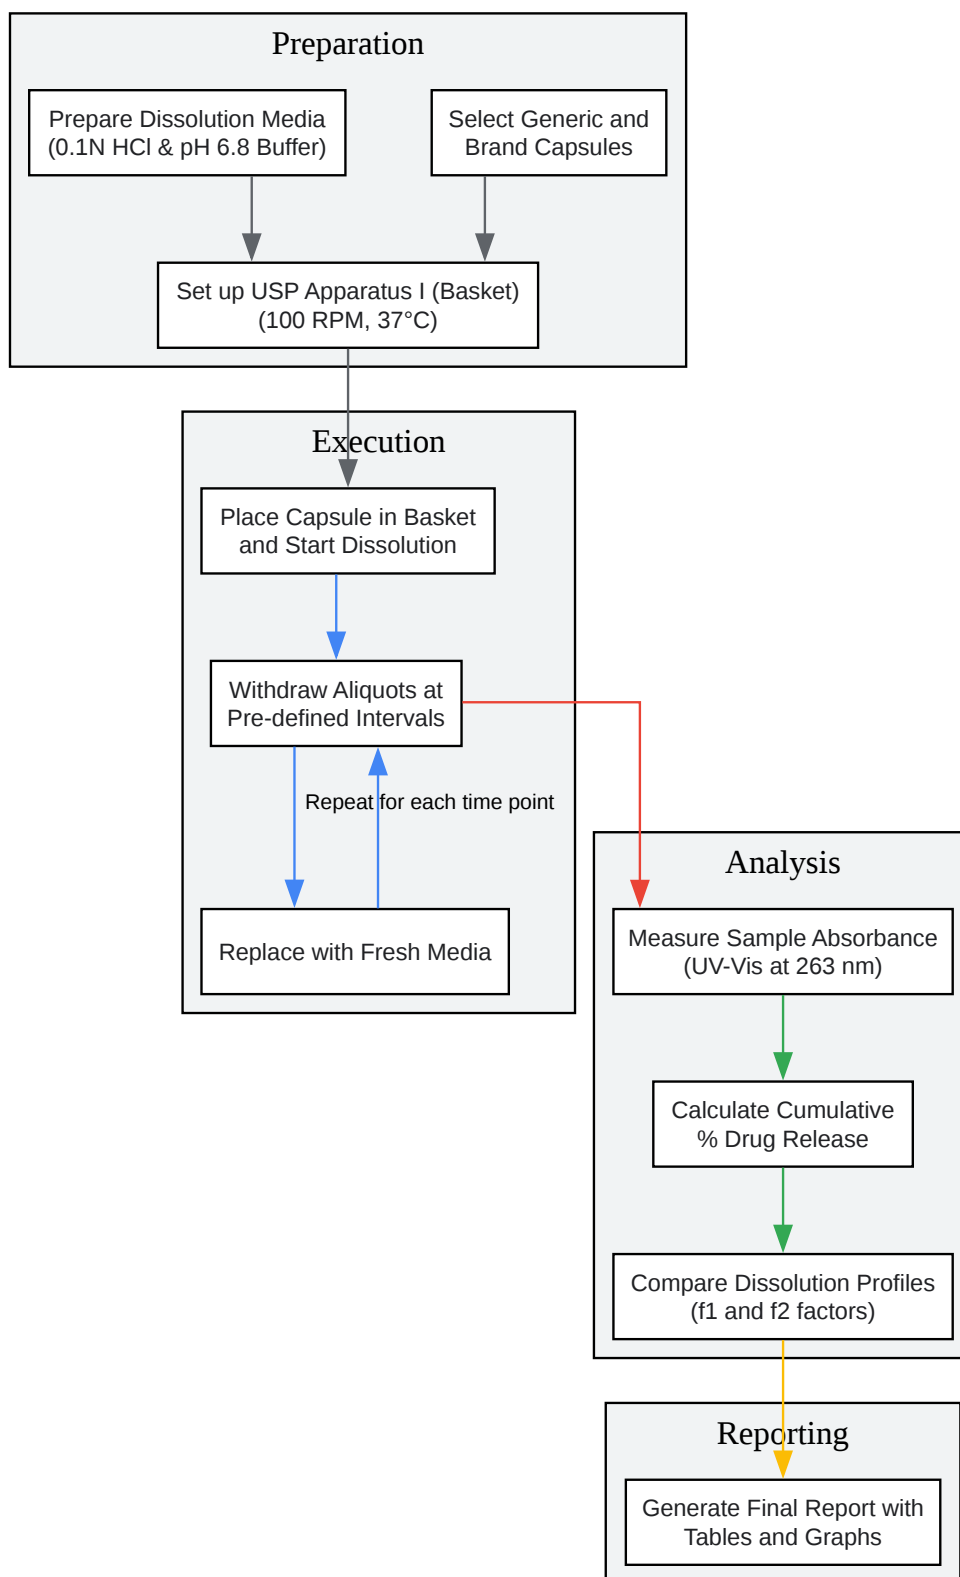 Preparation
Prepare Dissolution Media
(0.1N HCl & pH 6.8 Buffer)
Select Generic and
Brand Capsules
Set up USP Apparatus I (Basket)
(100 RPM, 37°C)
Execution
Place Capsule in Basket
and Start Dissolution
Withdraw Aliquots at
Pre-defined Intervals
Repeat for each time point
Replace with Fresh Media
Analysis
Measure Sample Absorbance
(UV-Vis at 263 nm)
Calculate Cumulative
% Drug Release
Compare Dissolution Profiles
(f1 and f2 factors)
Reporting
Generate Final Report with
Tables and Graphs